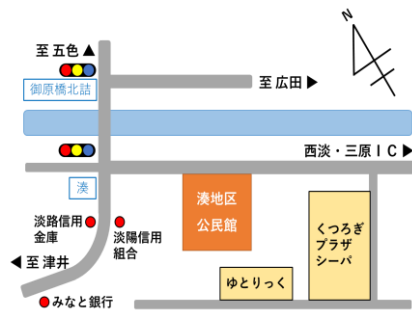 N
至 五色 ▲
御原橋北詰
至 広田 ▶
西淡・三原ＩＣ ▶
湊
湊地区
公民館
淡路信用
金庫
淡陽信用
組合
くつろぎ
プラザ
シーパ
◀ 至 津井
ゆとりっく
みなと銀行